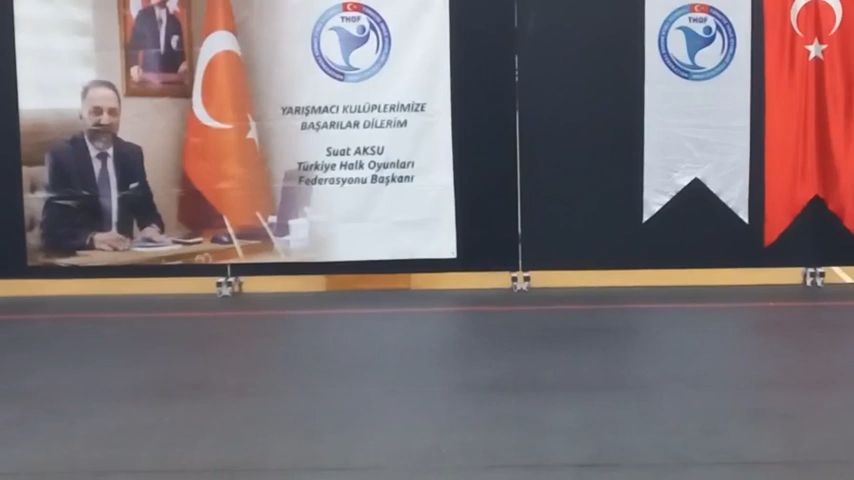 THOF
YARIŞMACI KULÜPLERİMİZE
BAŞARILAR DİLERİM
Suat AKSU
Türkiye Halk Oyunları
Federasyonu Başkanı
THOF